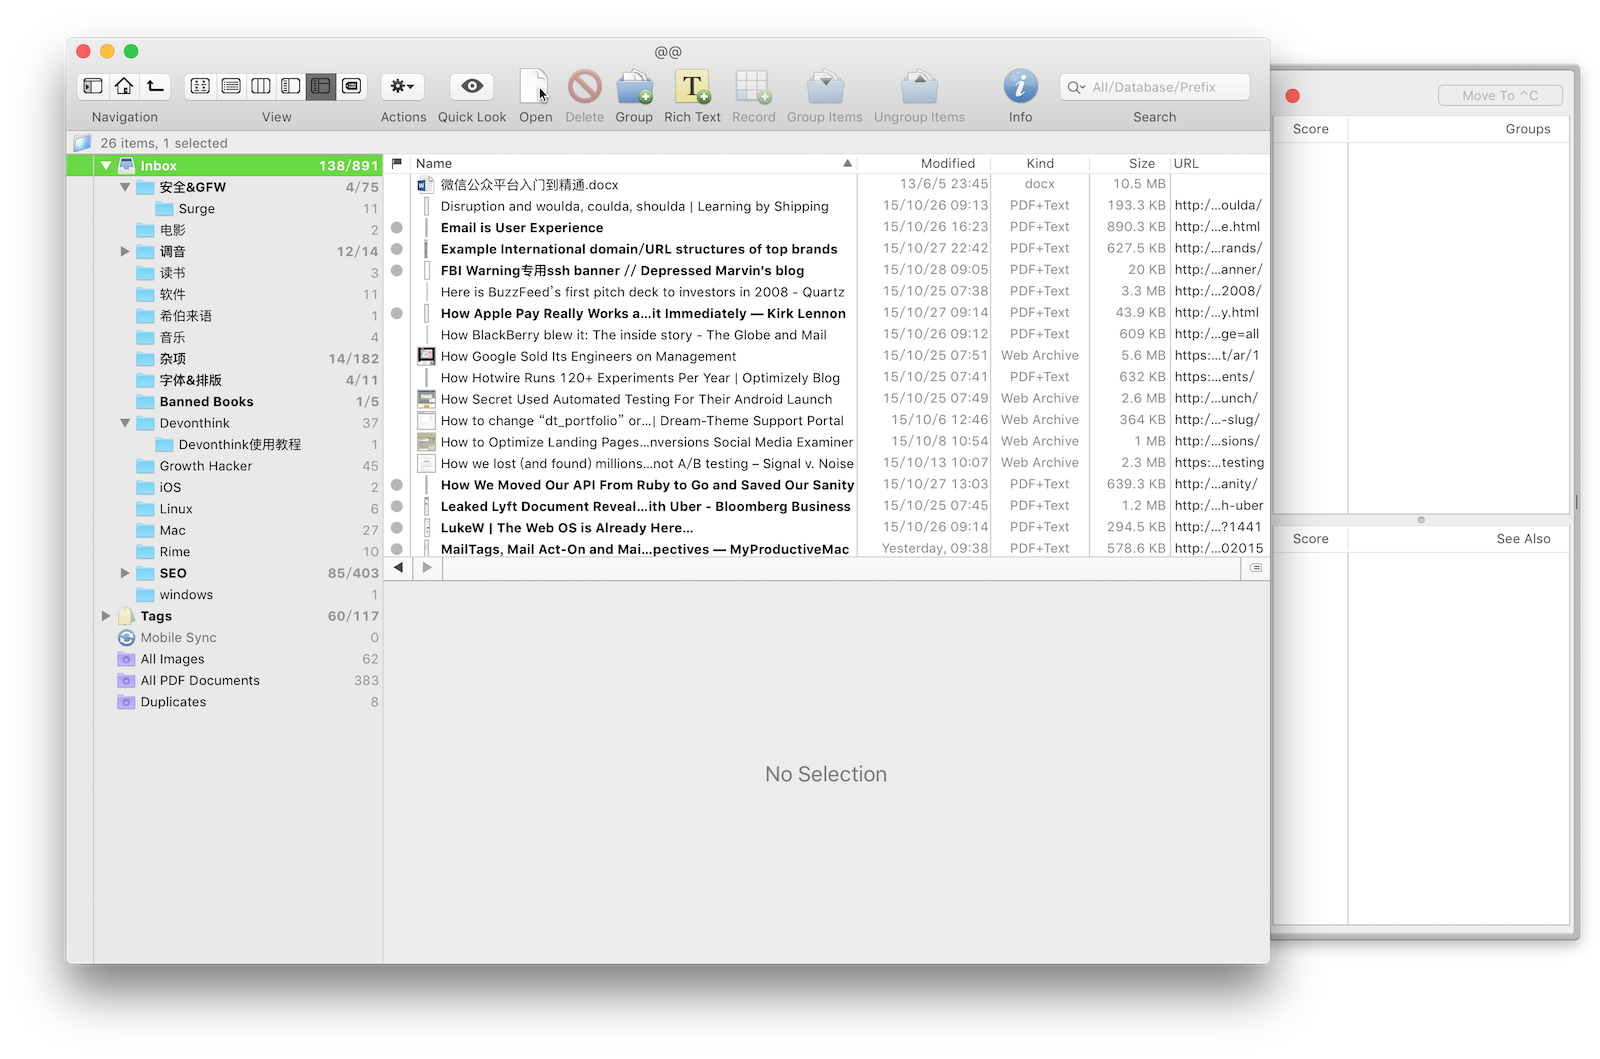 @@
Move To ^C
All/Database/Prefix
Navigation View Actions Quick Look Open Delete Group Rich Text Record Group Items Ungroup Items Info Search
26 items, 1 selected
Inbox 138/891
安全&GFW 4/75
Surge 11
电影 2
调音 12/14
读书 3
软件 11
希伯来语 1
音乐 4
杂项 14/182
字体&排版 4/11
Banned Books 1/5
Devonthink 37
Devonthink使用教程 1
Growth Hacker 45
iOS 2
Linux 6
Mac 27
Rime 10
SEO 85/403
windows 1
Tags 60/117
Mobile Sync 0
All Images 62
All PDF Documents 383
Duplicates 8
Name Modified Kind Size URL
微信公众平台入门到精通.docx 13/6/5 23:45 docx 10.5 MB
Disruption and woulda, coulda, shoulda | Learning by Shipping 15/10/26 09:13 PDF+Text 193.3 KB http:/...oulda/
Email is User Experience 15/10/26 16:23 PDF+Text 890.3 KB http:/...e.html
Example International domain/URL structures of top brands 15/10/27 22:42 PDF+Text 627.5 KB http:/...rands/
FBI Warning专用ssh banner // Depressed Marvin's blog 15/10/28 09:05 PDF+Text 20 KB http:/...anner/
Here is BuzzFeed's first pitch deck to investors in 2008 - Quartz 15/10/25 07:38 PDF+Text 3.3 MB http:/...2008/
How Apple Pay Really Works a...it Immediately — Kirk Lennon 15/10/27 09:14 PDF+Text 43.9 KB http:/...y.html
How BlackBerry blew it: The inside story - The Globe and Mail 15/10/26 09:12 PDF+Text 609 KB http:/...ge=all
How Google Sold Its Engineers on Management 15/10/25 07:51 Web Archive 5.6 MB https:...t/ar/1
How Hotwire Runs 120+ Experiments Per Year | Optimizely Blog 15/10/25 07:41 PDF+Text 632 KB https:...ents/
How Secret Used Automated Testing For Their Android Launch 15/10/25 07:49 Web Archive 2.6 MB http:/...unch/
How to change “dt_portfolio” or...| Dream-Theme Support Portal 15/10/6 12:46 Web Archive 364 KB http:/...-slug/
How to Optimize Landing Pages...nversions Social Media Examiner 15/10/8 10:54 Web Archive 1 MB http:/...sions/
How we lost (and found) millions...not A/B testing – Signal v. Noise 15/10/13 10:07 Web Archive 2.3 MB https:...testing
How We Moved Our API From Ruby to Go and Saved Our Sanity 15/10/27 13:03 PDF+Text 639.3 KB http:/...anity/
Leaked Lyft Document Reveal...ith Uber - Bloomberg Business 15/10/25 07:45 PDF+Text 1.2 MB http:/...h-uber
LukeW | The Web OS is Already Here... 15/10/26 09:14 PDF+Text 294.5 KB http:/...?1441
MailTags, Mail Act-On and Mai...pectives — MyProductiveMac Yesterday, 09:38 PDF+Text 578.6 KB http:/...02015
No Selection
Score Groups
Score See Also